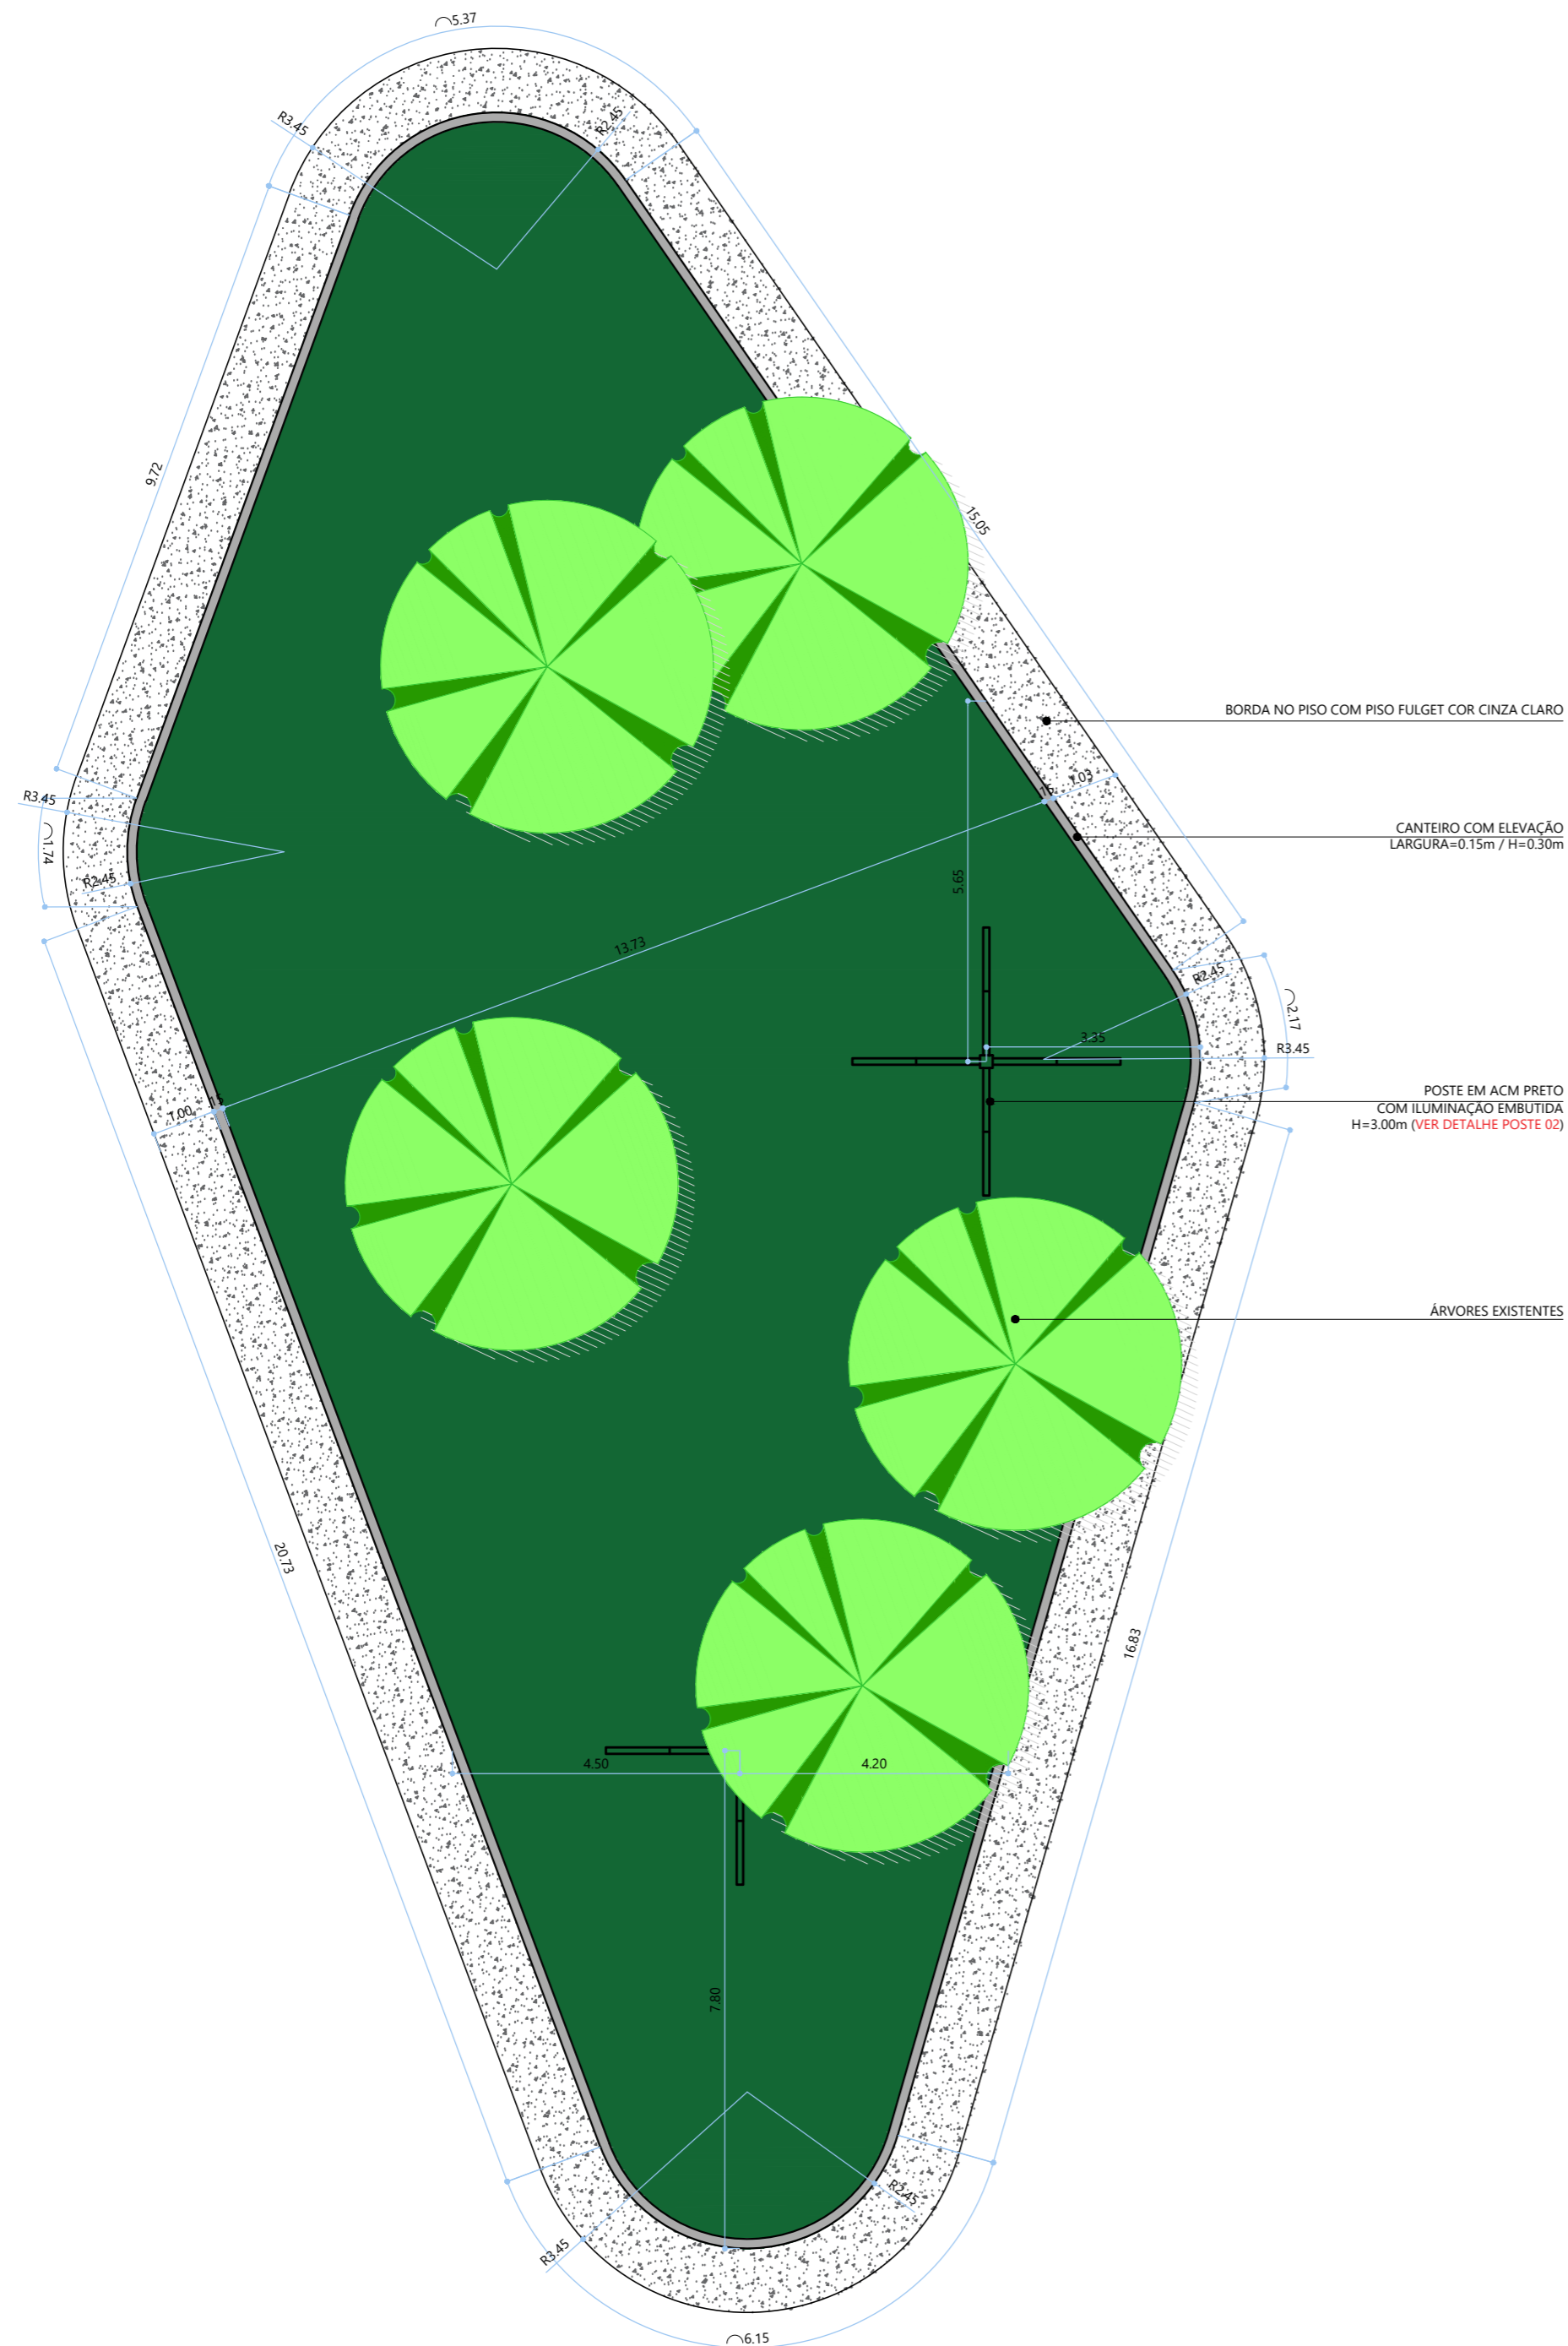 ⌒5.37
R3.45
R2.45
9.72
15.05
BORDA NO PISO COM PISO FULGET COR CINZA CLARO
1.03
15
R3.45
CANTEIRO COM ELEVAÇÃO
LARGURA=0.15m / H=0.30m
⌒1.74
R2.45
5.65
13.73
R2.45
⌒2.17
3.35
R3.45
POSTE EM ACM PRETO
1.00
15
COM ILUMINAÇÃO EMBUTIDA
H=3.00m (VER DETALHE POSTE 02)
ÁRVORES EXISTENTES
20.73
16.83
4.50
4.20
7.80
R2.45
R3.45
⌒6.15